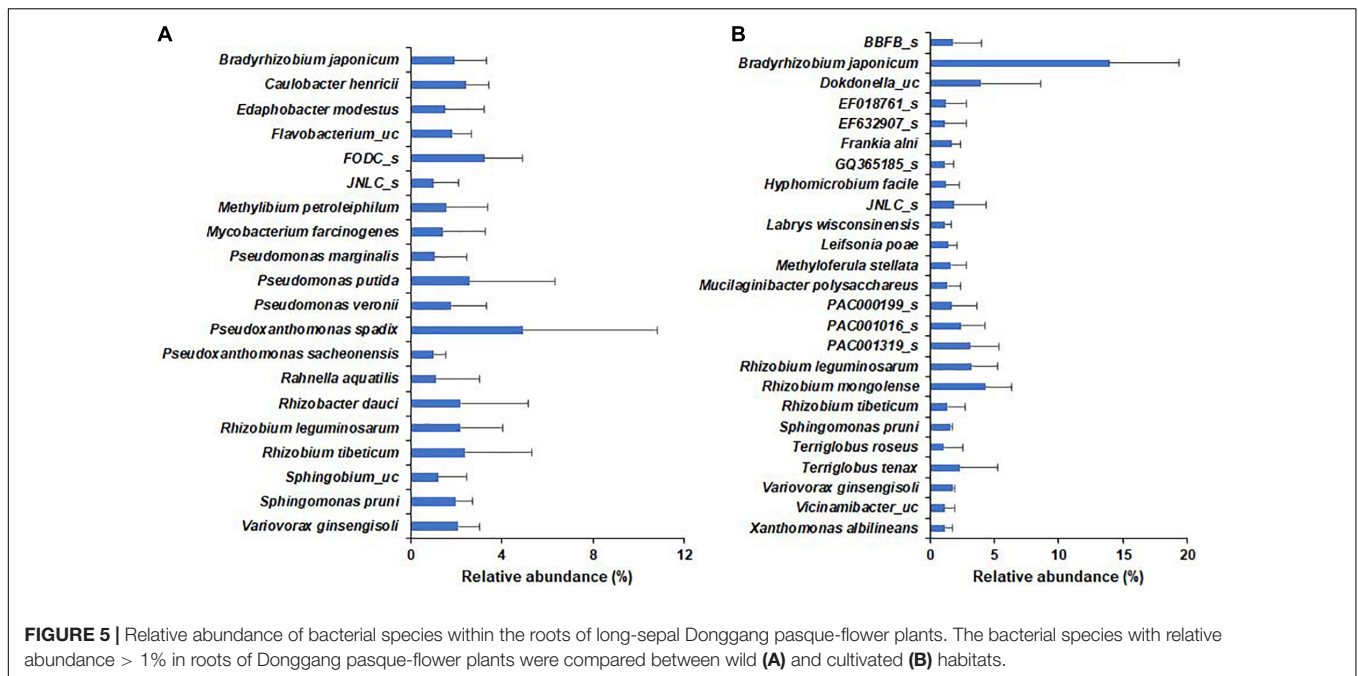 A
Bradyrhizobium japonicum
Caulobacter henricii
Edaphobacter modestus
Flavobacterium_uc
FODC_s
JNLC_s
Methylibium petroleiphilum
Mycobacterium farcinogenes
Pseudomonas marginalis
Pseudomonas putida
Pseudomonas veronii
Pseudoxanthomonas spadix
Pseudoxanthomonas sacheonensis
Rahnella aquatilis
Rhizobacter dauci
Rhizobium leguminosarum
Rhizobium tibeticum
Sphingobium_uc
Sphingomonas pruni
Variovorax ginsengisoli
0 4 8 12
Relative abundance (%)
B
BBFB_s
Bradyrhizobium japonicum
Dokdonella_uc
EF018761_s
EF632907_s
Frankia alni
GQ365185_s
Hyphomicrobium facile
JNLC_s
Labrys wisconsinensis
Leifsonia poae
Methyloferula stellata
Mucilaginibacter polysacchareus
PAC000199_s
PAC001016_s
PAC001319_s
Rhizobium leguminosarum
Rhizobium mongolense
Rhizobium tibeticum
Sphingomonas pruni
Terriglobus roseus
Terriglobus tenax
Variovorax ginsengisoli
Vicinamibacter_uc
Xanthomonas albilineans
0 5 10 15 20
Relative abundance (%)
FIGURE 5 | Relative abundance of bacterial species within the roots of long-sepal Donggang pasque-flower plants. The bacterial species with relative
abundance > 1% in roots of Donggang pasque-flower plants were compared between wild (A) and cultivated (B) habitats.